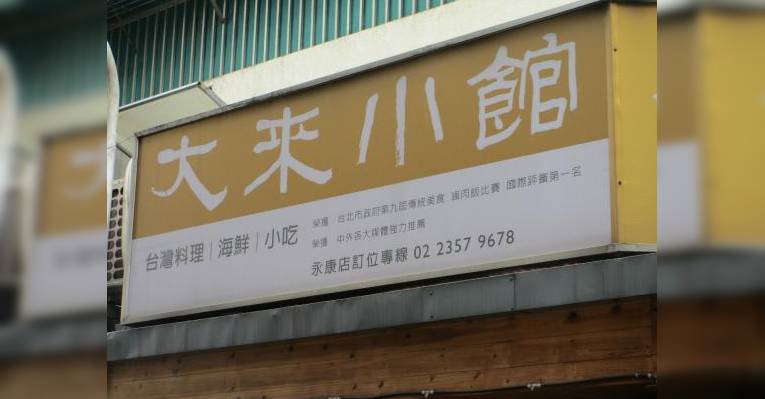 大來小館
台灣料理|海鮮|小吃
榮獲 台北市政府第九屆傳統美食 滷肉飯比賽 國際評審第一名
榮獲 中外各大媒體強力推薦
永康店訂位專線 02 2357 9678